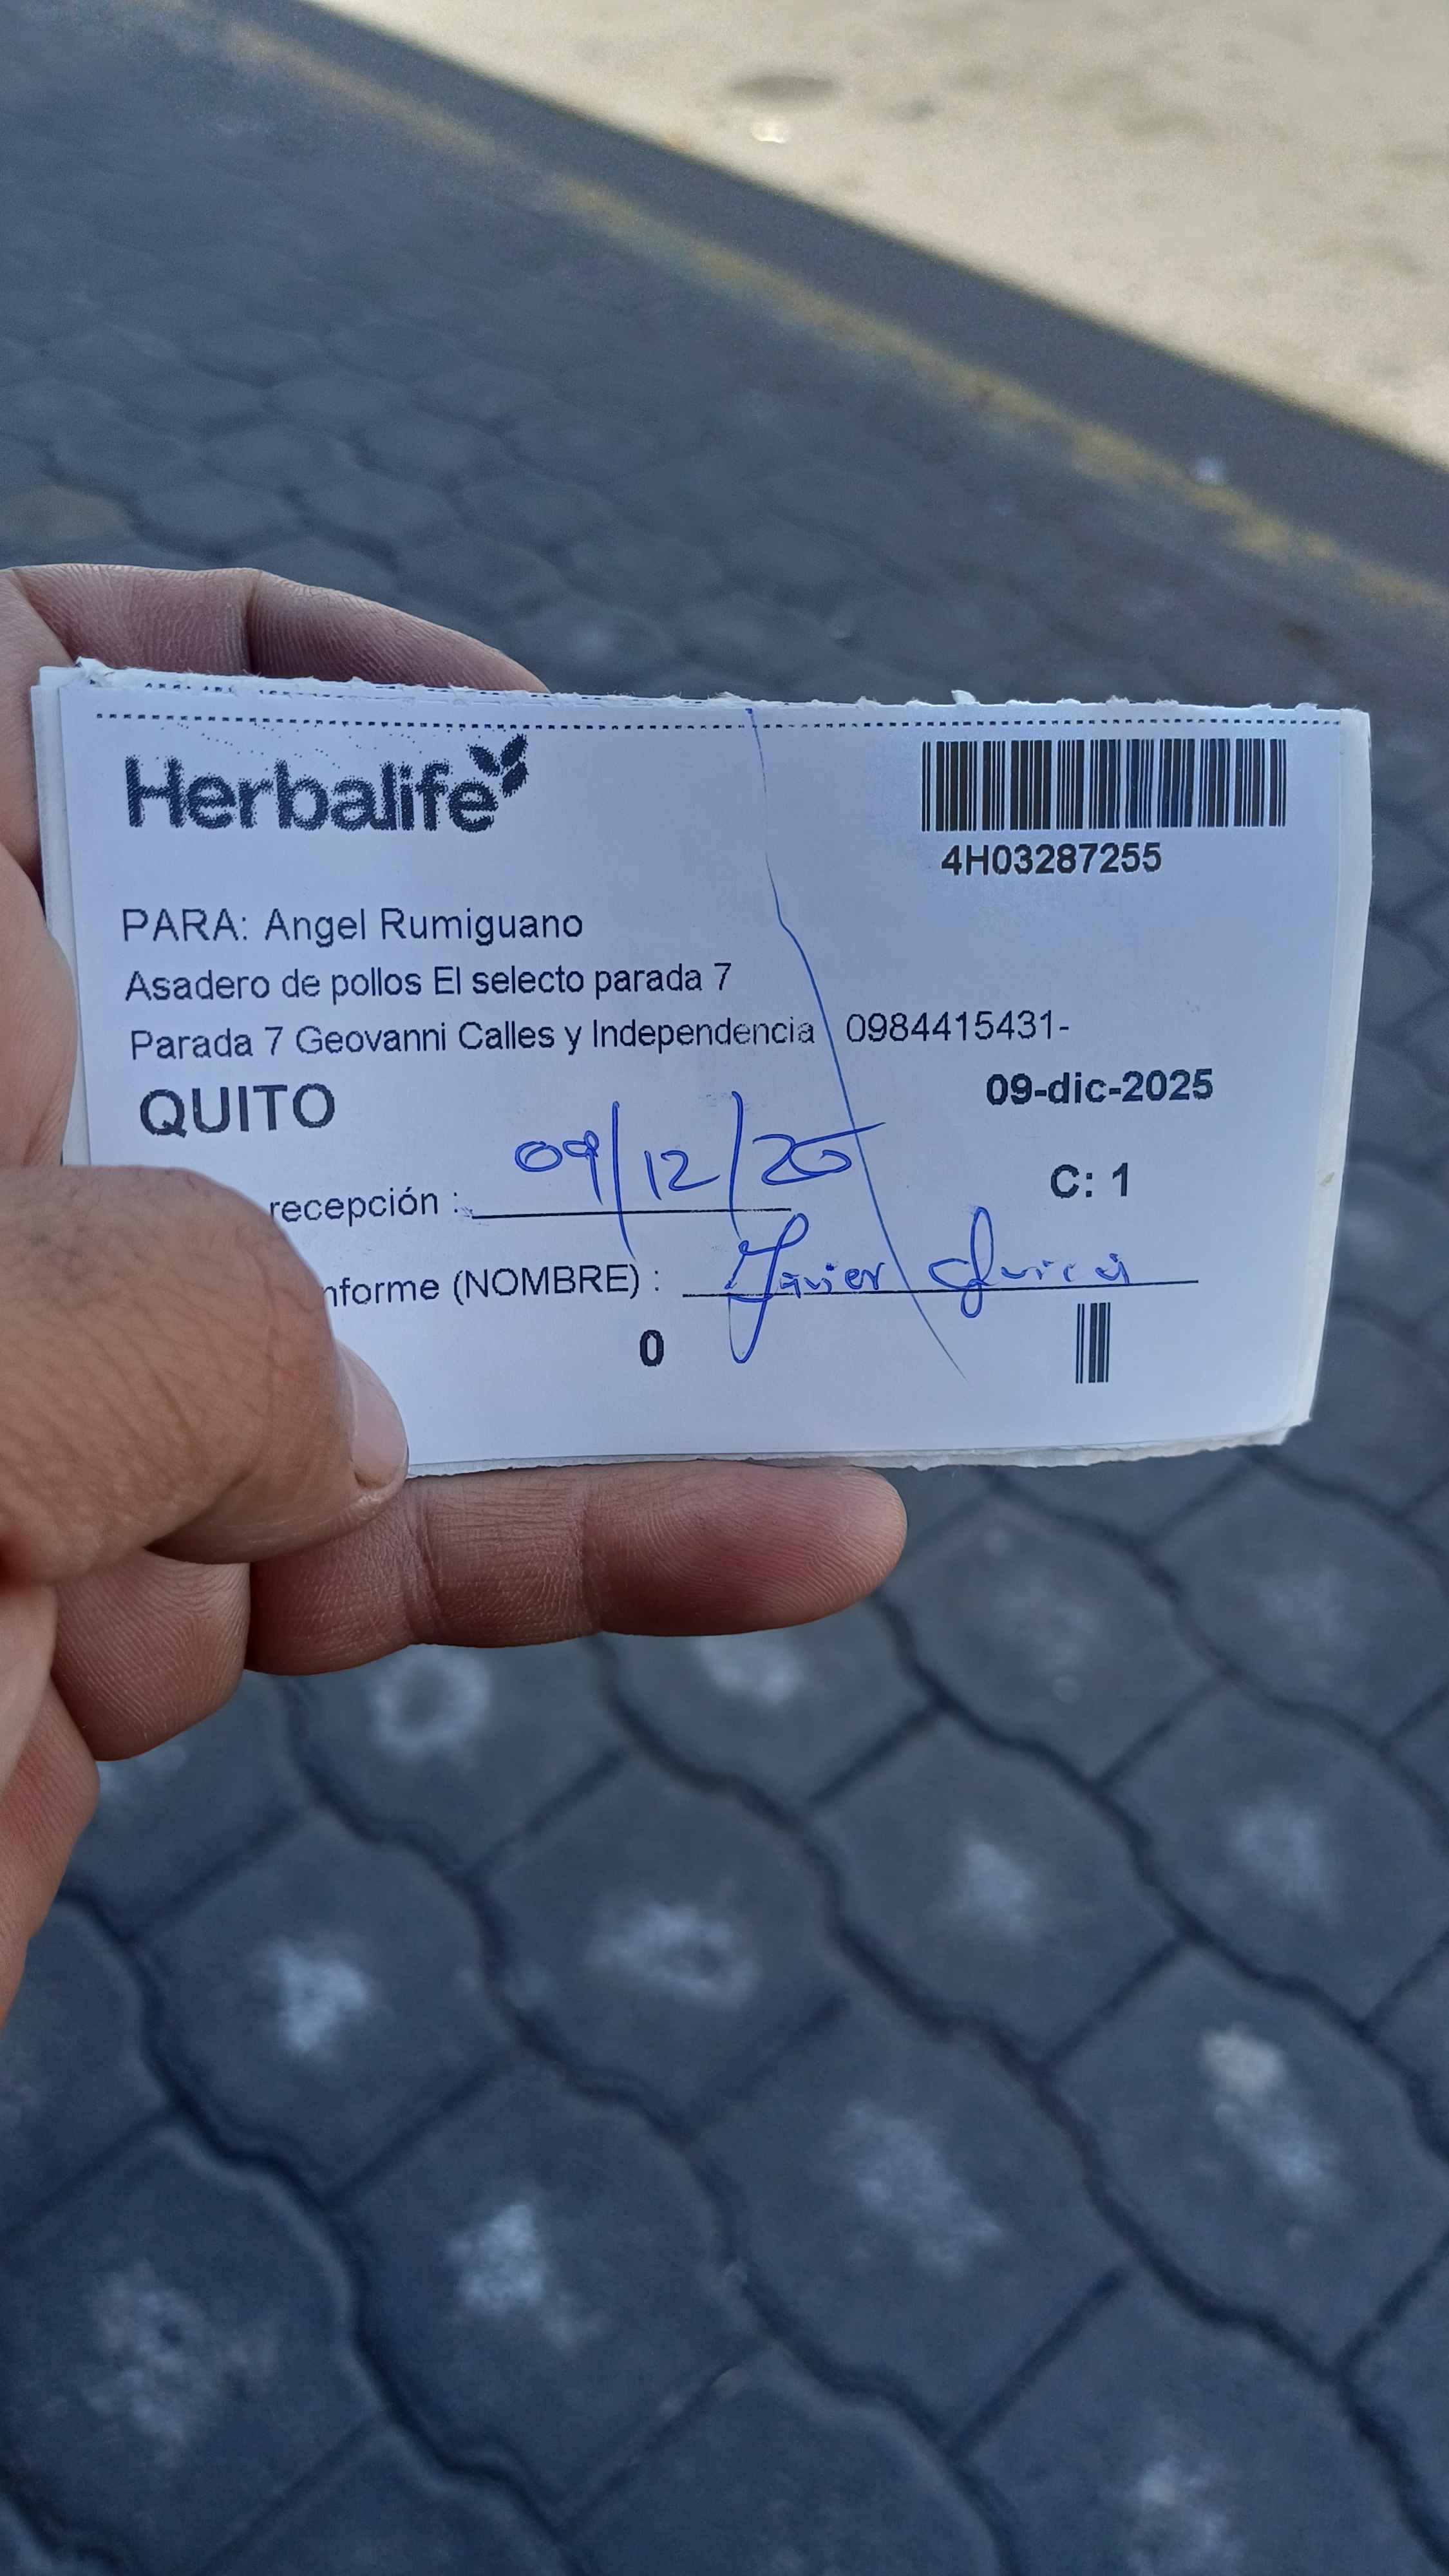 Herbalife
4H03287255
PARA: Angel Rumiguano
Asadero de pollos El selecto parada 7
Parada 7 Geovanni Calles y Independencia 0984415431-
QUITO
09-dic-2025
recepción : 09/12/25
C: 1
nforme (NOMBRE) : Javier
0